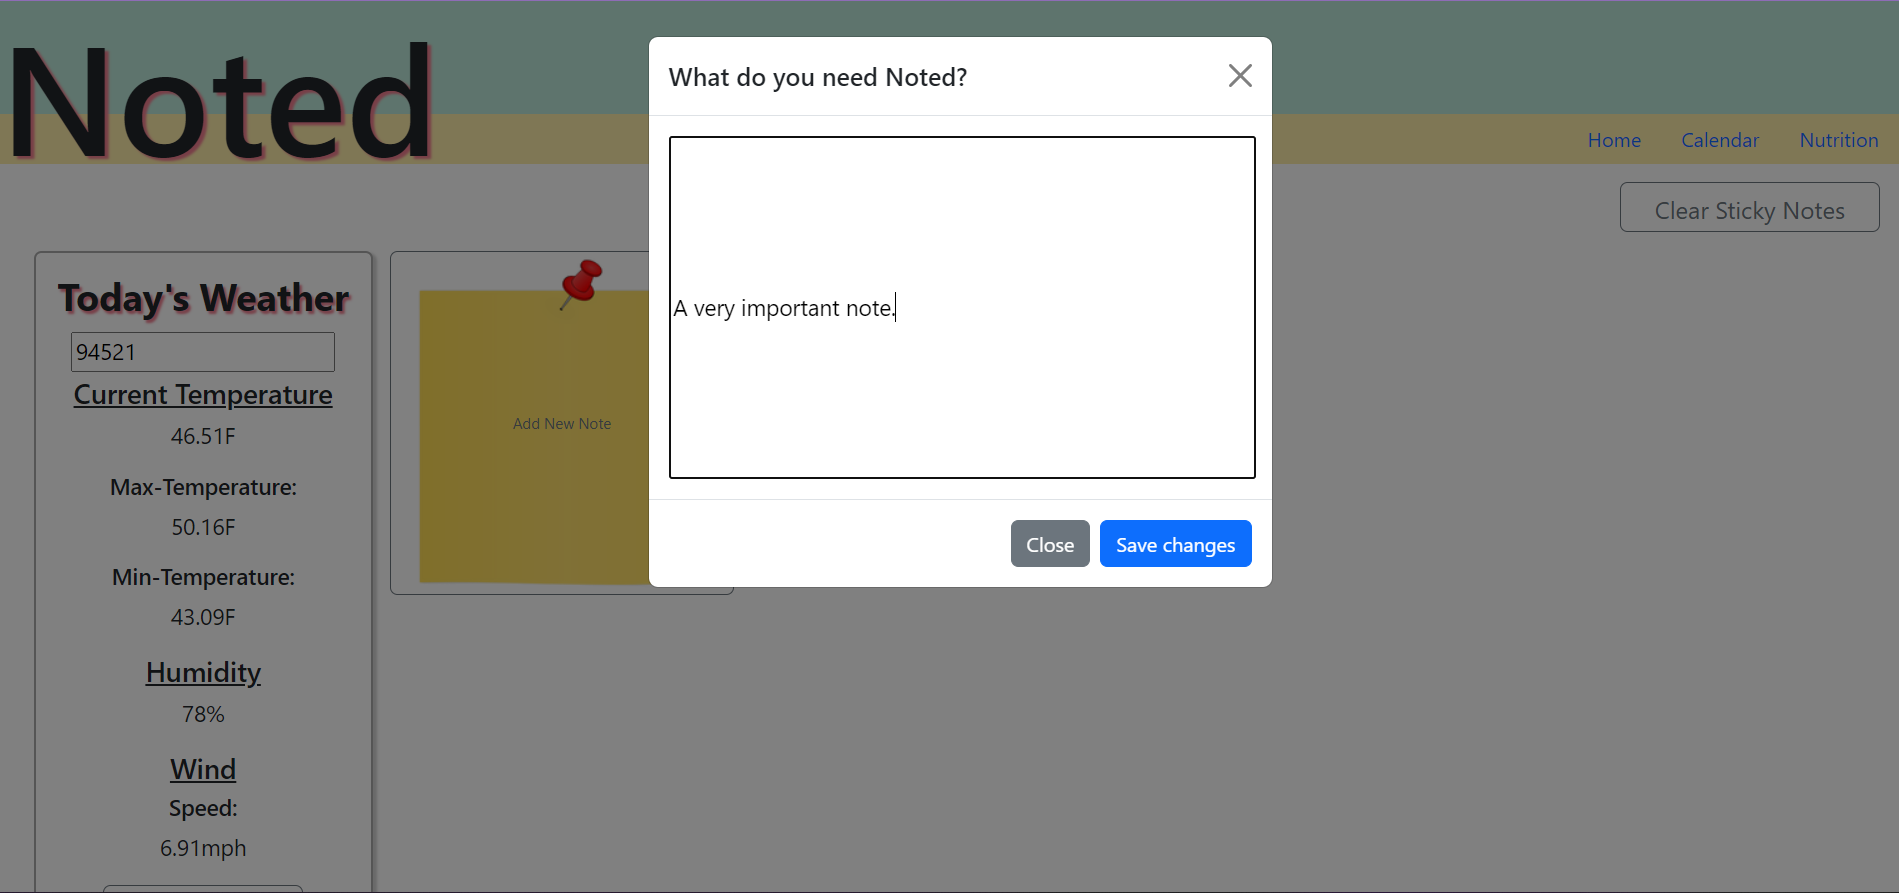 Noted
Home Calendar Nutrition
Clear Sticky Notes
Today's Weather
94521
Current Temperature
46.51F
Max-Temperature:
50.16F
Min-Temperature:
43.09F
Humidity
78%
Wind
Speed:
6.91mph
Add New Note
What do you need Noted?
A very important note.
Close
Save changes